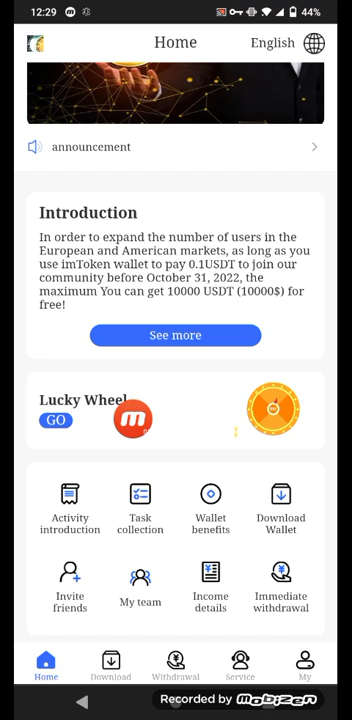 12:29
44%
Home
English
announcement
Introduction
In order to expand the number of users in the
European and American markets, as long as you
use imToken wallet to pay 0.1USDT to join our
community before October 31, 2022, the
maximum You can get 10000 USDT (10000$) for
free!
See more
Lucky Wheel
GO
Activity
introduction
Task
collection
Wallet
benefits
Download
Wallet
Invite
friends
My team
Income
details
Immediate
withdrawal
Home
Download
Withdrawal
Service
My
Recorded by MOBIZEN